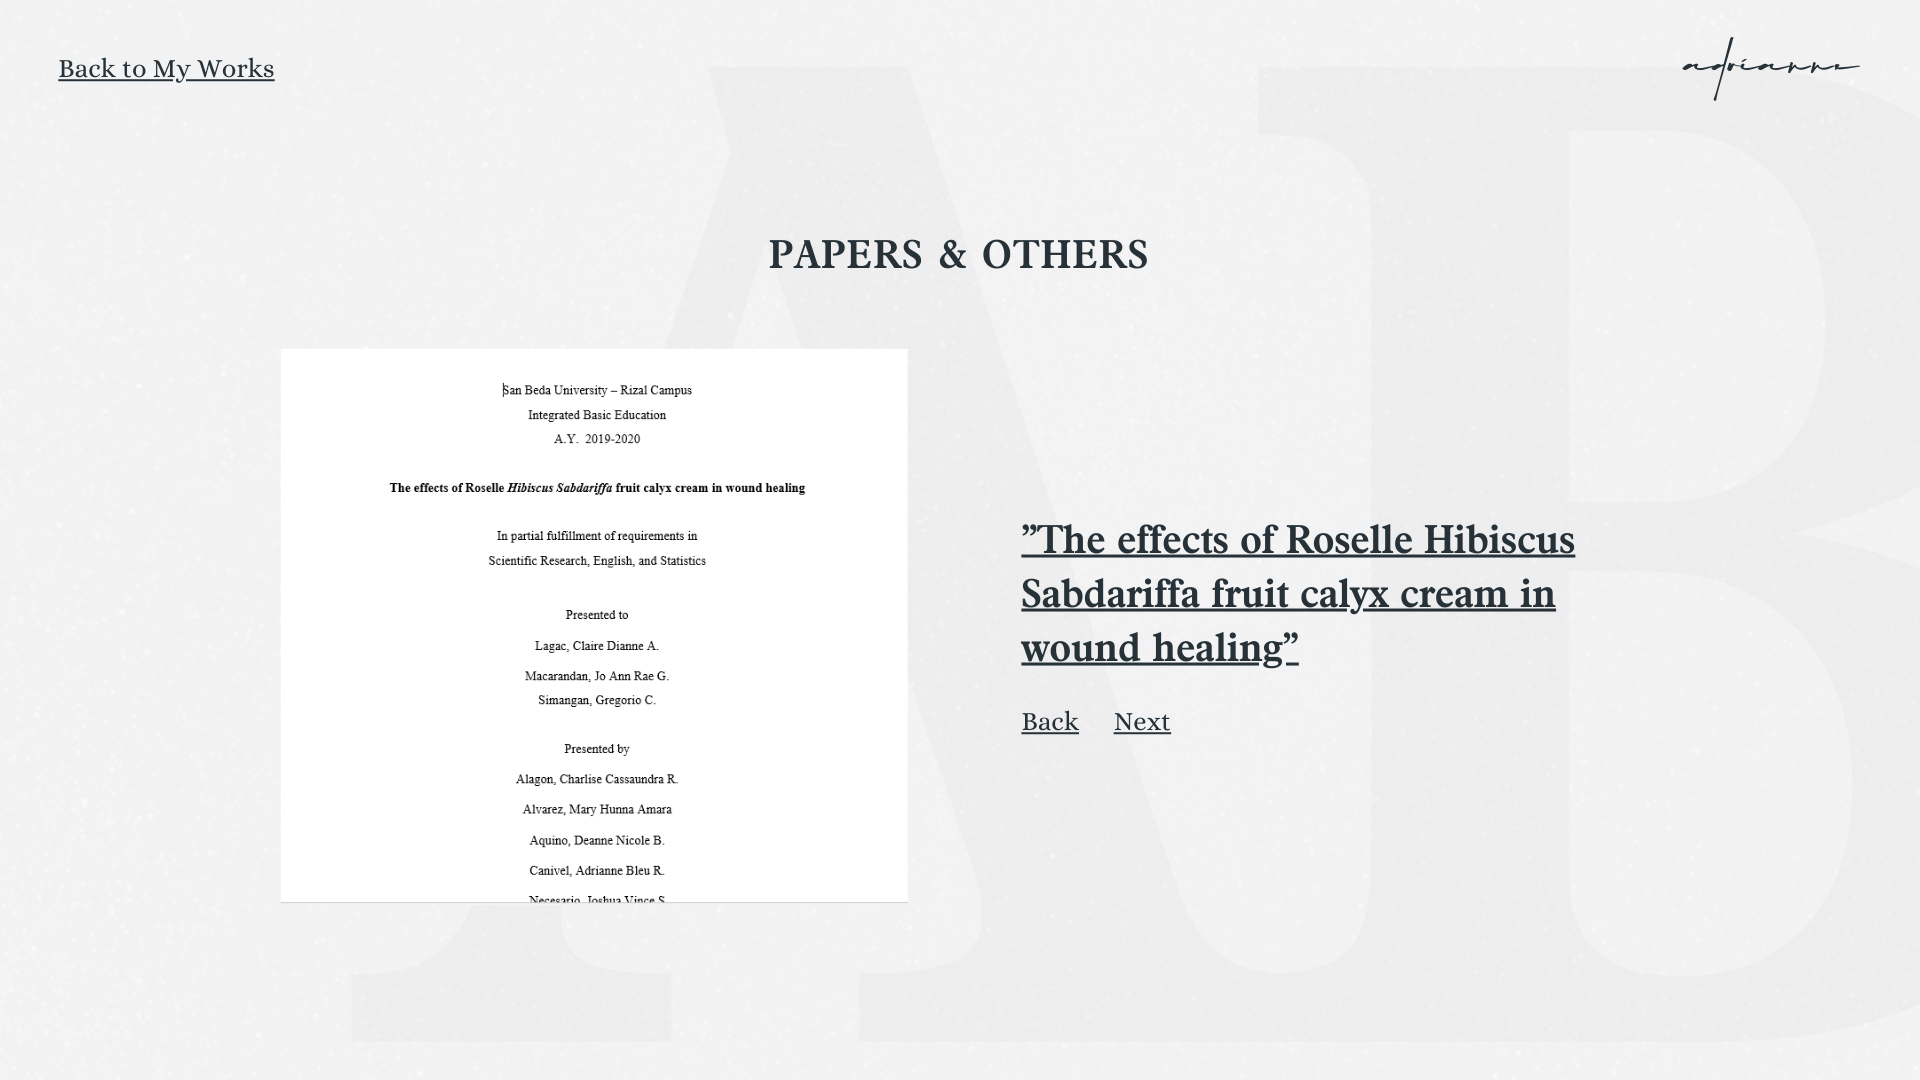 Back to My Works
adrianne
PAPERS & OTHERS
San Beda University – Rizal Campus
Integrated Basic Education
A.Y. 2019-2020
The effects of Roselle Hibiscus Sabdariffa fruit calyx cream in wound healing
In partial fulfillment of requirements in
Scientific Research, English, and Statistics
Presented to
Lagac, Claire Dianne A.
Macarandan, Jo Ann Rae G.
Simangan, Gregorio C.
Presented by
Alagon, Charlise Cassaundra R.
Alvarez, Mary Hunna Amara
Aquino, Deanne Nicole B.
Canivel, Adrianne Bleu R.
Necesario, Joshua Vince S.
”The effects of Roselle Hibiscus
Sabdariffa fruit calyx cream in
wound healing”
Back Next
AB